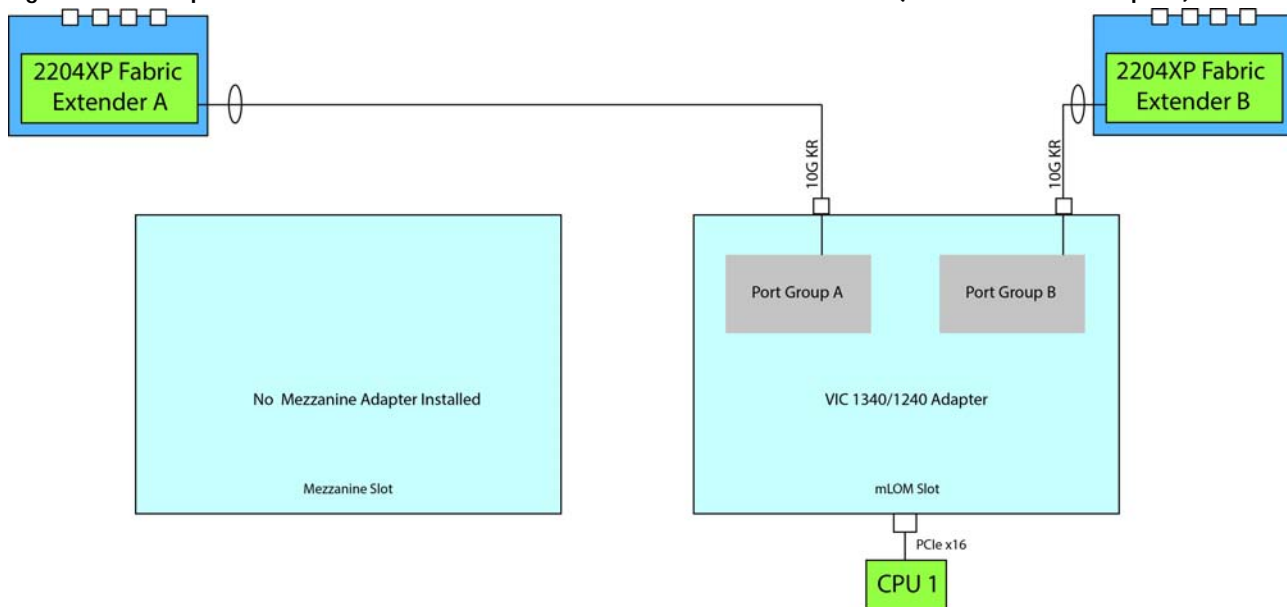 2204XP Fabric
Extender A
2204XP Fabric
Extender B
10G KR
10G KR
Port Group A
Port Group B
No Mezzanine Adapter Installed
VIC 1340/1240 Adapter
Mezzanine Slot
mLOM Slot
PCIe x16
CPU 1